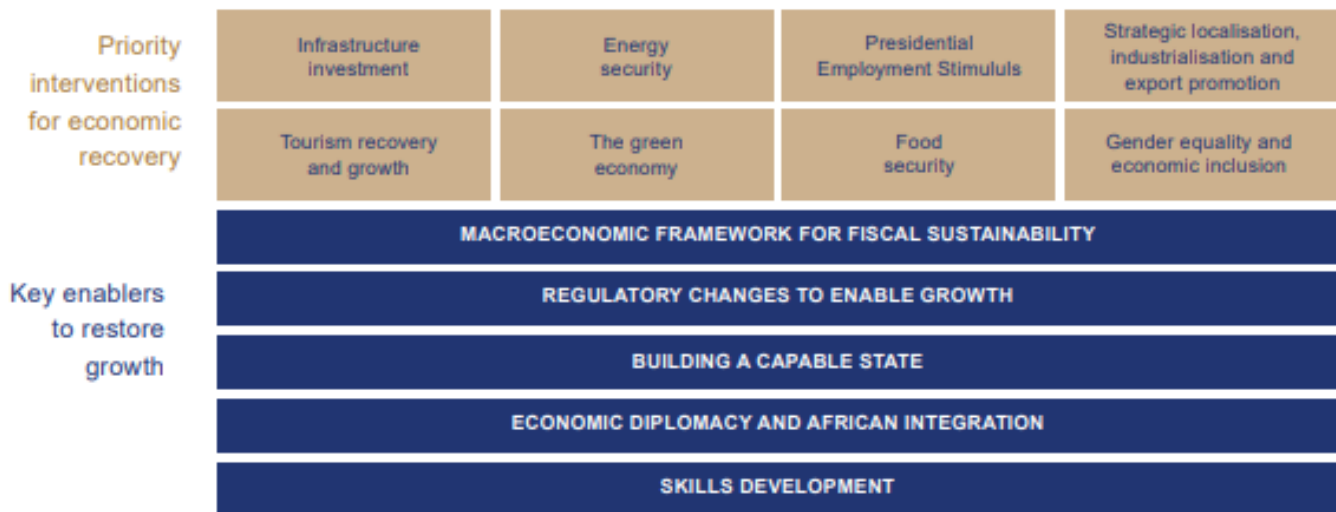 Priority
interventions
for economic
recovery
Infrastructure
investment
Energy
security
Presidential
Employment Stimululs
Strategic localisation,
industrialisation and
export promotion
Tourism recovery
and growth
The green
economy
Food
security
Gender equality and
economic inclusion
Key enablers
to restore
growth
MACROECONOMIC FRAMEWORK FOR FISCAL SUSTAINABILITY
REGULATORY CHANGES TO ENABLE GROWTH
BUILDING A CAPABLE STATE
ECONOMIC DIPLOMACY AND AFRICAN INTEGRATION
SKILLS DEVELOPMENT